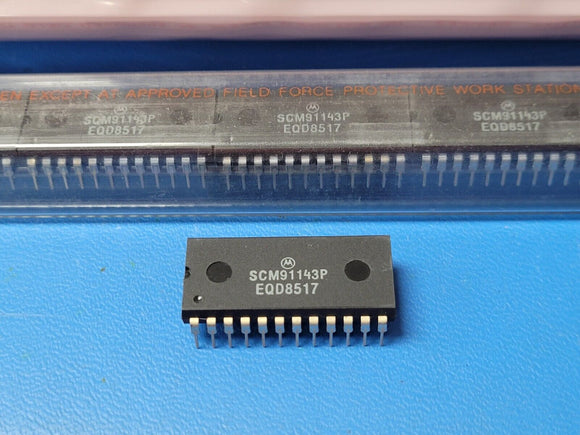 EN EXCEPT AT APPROVED FIELD FORCE PROTECTIVE WORK STATION
SCM91143P
EQD8517
SCM91143P
EQD8517
SCM91143P
EQD8517
SCM91143P
EQD8517